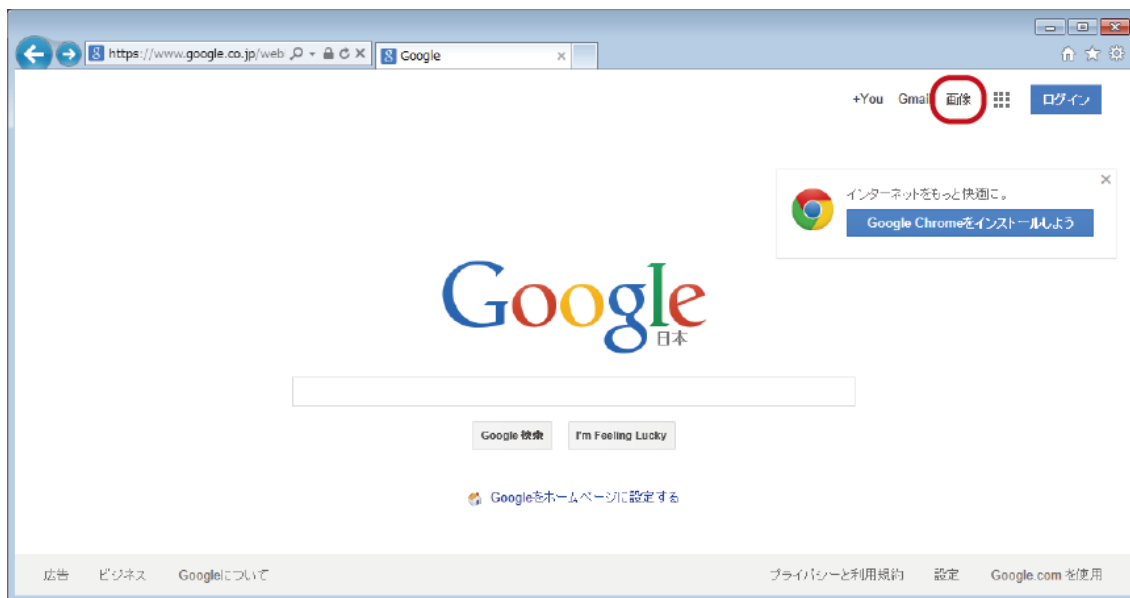 https://www.google.co.jp/web
Google
+You Gmail 画像 ログイン
インターネットをもっと快適に。
Google Chromeをインストールしよう
Google
日本
Google 検索 I'm Feeling Lucky
Googleをホームページに設定する
広告 ビジネス Googleについて プライバシーと利用規約 設定 Google.com を使用